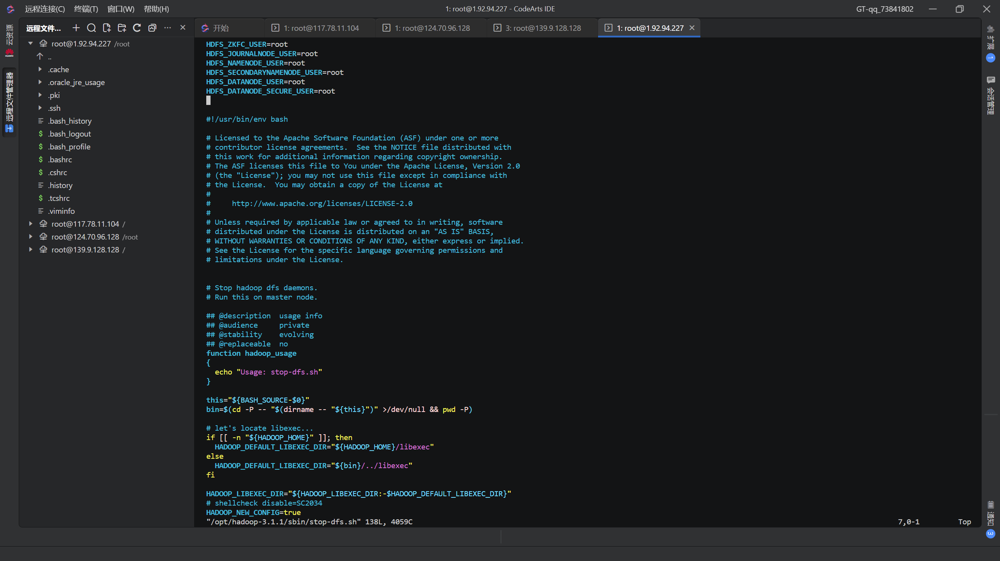 远程连接(C) 终端(T) 窗口(W) 帮助(H)
1: root@1.92.94.227 - CodeArts IDE
GT-qq_73841802
云资源
HUAWEI
远程文件管理器
远程文件...
root@1.92.94.227 /root
..
.cache
.oracle_jre_usage
.pki
.ssh
.bash_history
.bash_logout
.bash_profile
.bashrc
.cshrc
.history
.tcshrc
.viminfo
root@117.78.11.104 /
root@124.70.96.128 /root
root@139.9.128.128 /
开始
1: root@117.78.11.104
1: root@124.70.96.128
3: root@139.9.128.128
1: root@1.92.94.227
HDFS_ZKFC_USER=root
HDFS_JOURNALNODE_USER=root
HDFS_NAMENODE_USER=root
HDFS_SECONDARYNAMENODE_USER=root
HDFS_DATANODE_USER=root
HDFS_DATANODE_SECURE_USER=root
#!/usr/bin/env bash
# Licensed to the Apache Software Foundation (ASF) under one or more
# contributor license agreements.  See the NOTICE file distributed with
# this work for additional information regarding copyright ownership.
# The ASF licenses this file to You under the Apache License, Version 2.0
# (the "License"); you may not use this file except in compliance with
# the License.  You may obtain a copy of the License at
#
#     http://www.apache.org/licenses/LICENSE-2.0
#
# Unless required by applicable law or agreed to in writing, software
# distributed under the License is distributed on an "AS IS" BASIS,
# WITHOUT WARRANTIES OR CONDITIONS OF ANY KIND, either express or implied.
# See the License for the specific language governing permissions and
# limitations under the License.
# Stop hadoop dfs daemons.
# Run this on master node.
## @description  usage info
## @audience     private
## @stability    evolving
## @replaceable  no
function hadoop_usage
{
  echo "Usage: stop-dfs.sh"
}
this="${BASH_SOURCE-$0}"
bin=$(cd -P -- "$(dirname -- "${this}")" >/dev/null && pwd -P)
# let's locate libexec...
if [[ -n "${HADOOP_HOME}" ]]; then
  HADOOP_DEFAULT_LIBEXEC_DIR="${HADOOP_HOME}/libexec"
else
  HADOOP_DEFAULT_LIBEXEC_DIR="${bin}/../libexec"
fi
HADOOP_LIBEXEC_DIR="${HADOOP_LIBEXEC_DIR:-$HADOOP_DEFAULT_LIBEXEC_DIR}"
# shellcheck disable=SC2034
HADOOP_NEW_CONFIG=true
"/opt/hadoop-3.1.1/sbin/stop-dfs.sh" 138L, 4059C
7,0-1
Top
扩展
1
会话管理
通知
3